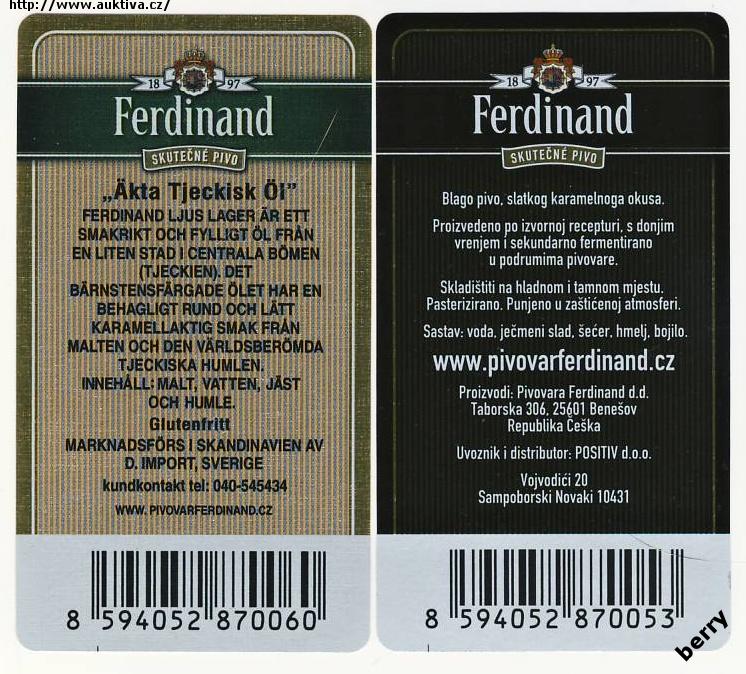 http://www.auktiva.cz/
18 97
Ferdinand
SKUTEČNÉ PIVO
„Äkta Tjeckisk Öl”
FERDINAND LJUS LAGER ÄR ETT
SMAKRIKT OCH FYLLIGT ÖL FRÅN
EN LITEN STAD I CENTRALA BÖMEN
(TJECKIEN). DET
BÄRNSTENSFÄRGADE ÖLET HAR EN
BEHAGLIGT RUND OCH LÄTT
KARAMELLAKTIG SMAK FRÅN
MALTEN OCH DEN VÄRLDSBERÖMDA
TJECKISKA HUMLEN.
INNEHÅLL: MALT, VATTEN, JÄST
OCH HUMLE.
Glutenfritt
MARKNADSFÖRS I SKANDINAVIEN AV
D. IMPORT, SVERIGE
kundkontakt tel: 040-545434
WWW. PIVOVARFERDINAND.CZ
8 594052 870060
18 97
Ferdinand
SKUTEČNÉ PIVO
Blago pivo, slatkog karamelnoga okusa.
Proizvedeno po izvornoj recepturi, s donjim
vrenjem i sekundarno fermentirano
u podrumima pivovare.
Skladištiti na hladnom i tamnom mjestu.
Pasterizirano. Punjeno u zaštićenoj atmosferi.
Sastav: voda, ječmeni slad, šećer, hmelj, bojilo.
www.pivovarferdinand.cz
Proizvodi: Pivovara Ferdinand d.d.
Taborska 306, 25601 Benešov
Republika Češka
Uvoznik i distributor: POSITIV d.o.o.
Vojvodići 20
Sampoborski Novaki 10431
8 594052 870053
berry